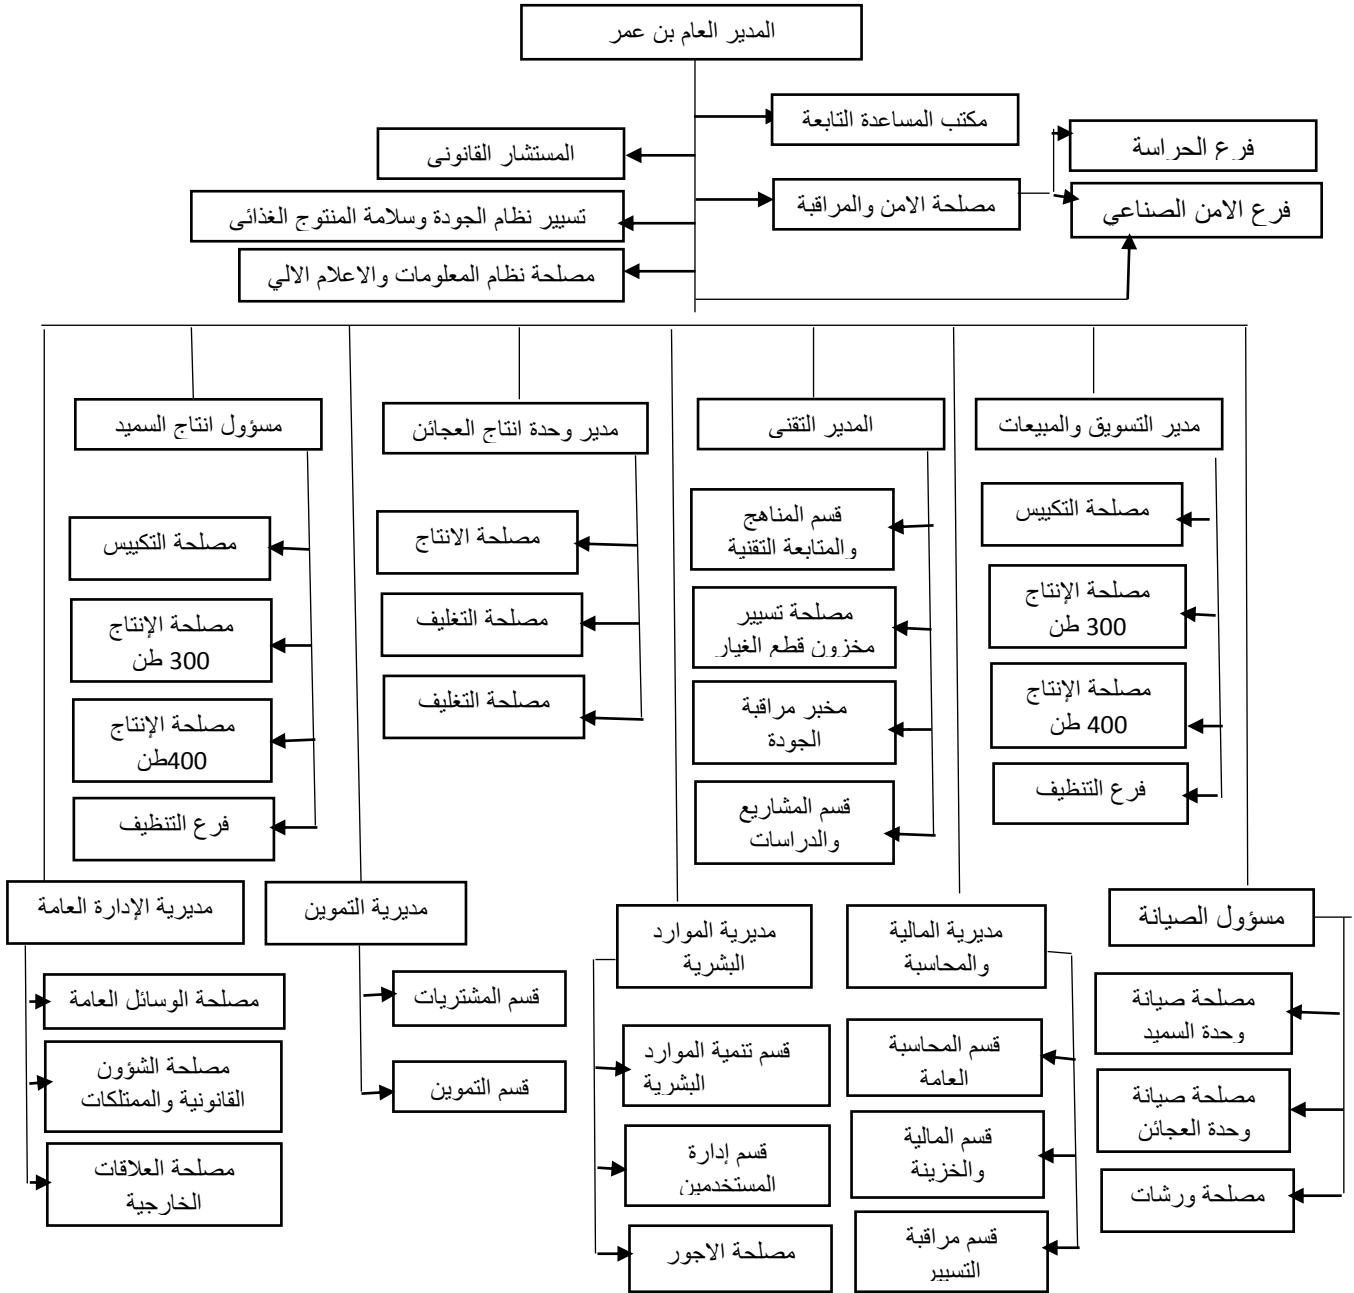 المدير العام بن عمر
مكتب المساعدة التابعة
المستشار القانونى
فرع الحراسة
مصلحة الامن والمراقبة
فرع الامن الصناعي
تسيير نظام الجودة وسلامة المنتوج الغذائى
مصلحة نظام المعلومات والاعلام الالي
مدير التسويق والمبيعات
المدير التقنى
مدير وحدة انتاج العجائن
مسؤول انتاج السميد
مصلحة التكييس
مصلحة الإنتاج
300 طن
مصلحة الإنتاج
400 طن
فرع التنظيف
قسم المناهج
والمتابعة التقنية
مصلحة تسيير
مخزون قطع الغيار
مخبر مراقبة
الجودة
قسم المشاريع
والدراسات
مصلحة الانتاج
مصلحة التغليف
مصلحة التغليف
مصلحة التكييس
مصلحة الإنتاج
300 طن
مصلحة الإنتاج
400طن
فرع التنظيف
مسؤول الصيانة
مصلحة صيانة
وحدة السميد
مصلحة صيانة
وحدة العجائن
مصلحة ورشات
مديرية المالية
والمحاسبة
قسم المحاسبة
العامة
قسم المالية
والخزينة
قسم مراقبة
التسيير
مديرية الموارد
البشرية
قسم تنمية الموارد
البشرية
قسم إدارة
المستخدمين
مصلحة الاجور
مديرية التموين
قسم المشتريات
قسم التموين
مديرية الإدارة العامة
مصلحة الوسائل العامة
مصلحة الشؤون
القانونية والممتلكات
مصلحة العلاقات
الخارجية